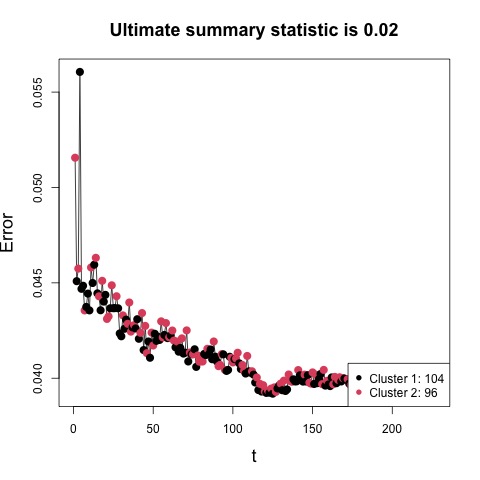 Ultimate summary statistic is 0.02
0.055
0.050
0.045
0.040
Error
Cluster 1: 104
Cluster 2: 96
0 50 100 150 200
t